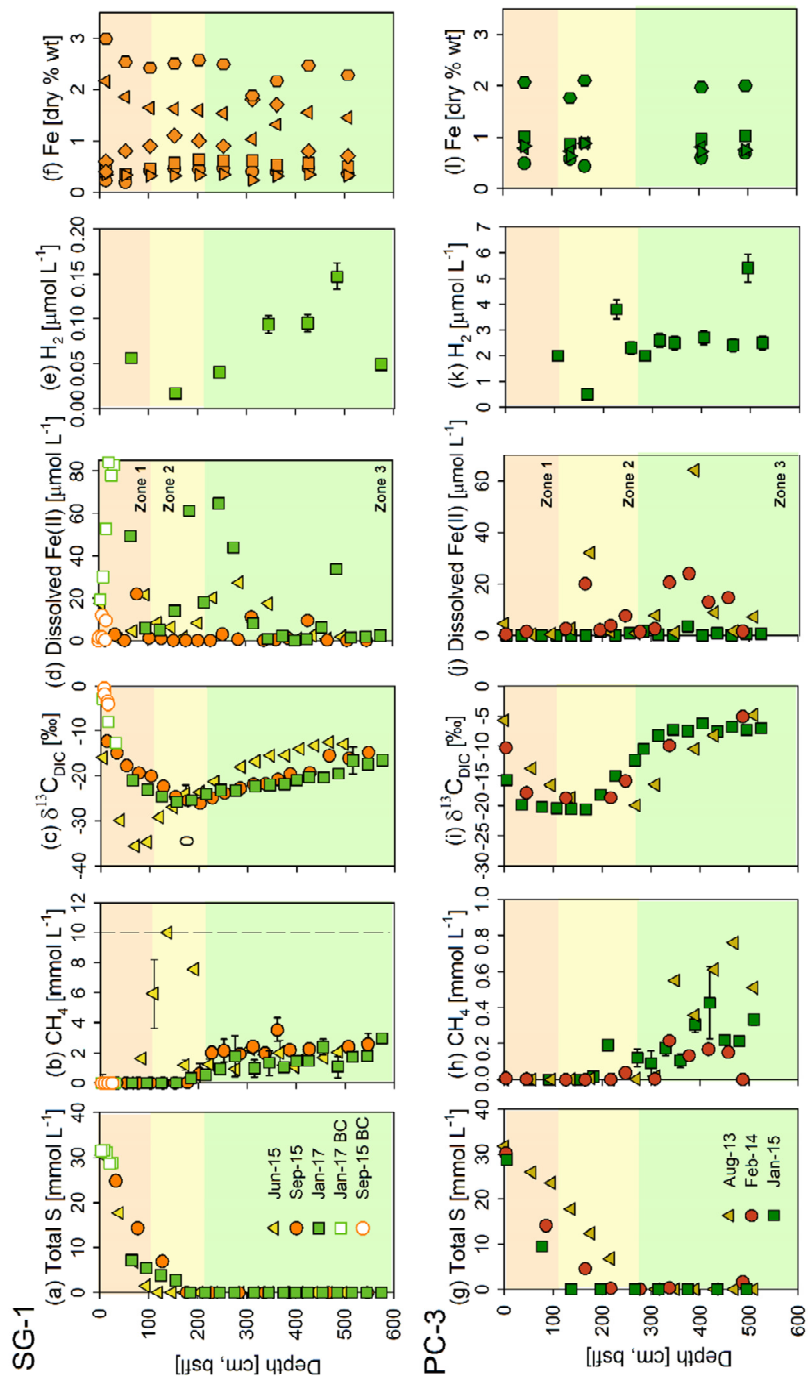 SG-1
(a) Total S [mmol L⁻¹]
0 10 20 30 40
(b) CH₄ [mmol L⁻¹]
0 2 4 6 8 10 12
(c) δ¹³C_DIC [‰]
-40 -30 -20 -10 0
(d) Dissolved Fe(II) [μmol L⁻¹]
0 20 40 60 80
(e) H₂ [μmol L⁻¹]
0 0.05 0.10 0.15 0.20
(f) Fe [dry % wt]
0 1 2 3
Depth [cm, bsfl]
0
100
200
300
400
500
600
Jun-15
Sep-15
Jan-17
Jan-17 BC
Sep-15 BC
O
Zone 1
Zone 2
Zone 3
PC-3
(g) Total S [mmol L⁻¹]
0 10 20 30 40
(h) CH₄ [mmol L⁻¹]
0.0 0.2 0.4 0.6 0.8 1.0
(i) δ¹³C_DIC [‰]
-30 -25 -20 -15 -10 -5 0
(j) Dissolved Fe(II) [μmol L⁻¹]
0 20 40 60
(k) H₂ [μmol L⁻¹]
0 1 2 3 4 5 6 7
(l) Fe [dry % wt]
0 1 2 3
Depth [cm, bsfl]
0
100
200
300
400
500
600
Aug-13
Feb-14
Jan-15
Zone 1
Zone 2
Zone 3